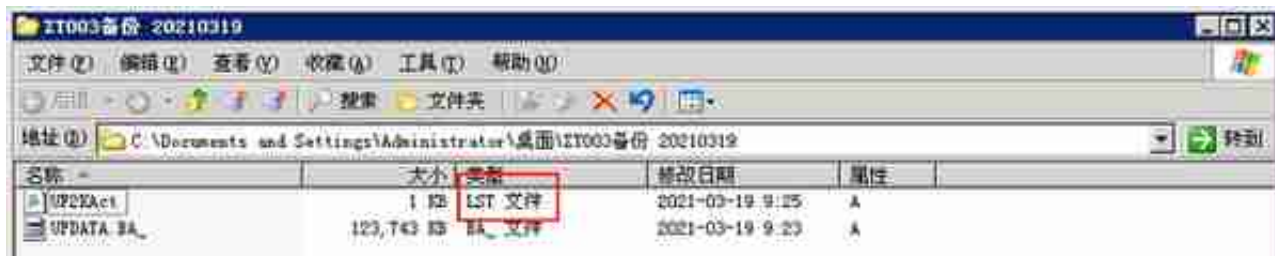 ZT003备份 20210319
文件(F) 编辑(E) 查看(V) 收藏(A) 工具(T) 帮助(H)
搜索 文件夹
地址(D) C:\Documents and Settings\Administrator\桌面\ZT003备份 20210319 转到
名称 大小 类型 修改日期 属性
UF2KAct 1 KB LST 文件 2021-03-19 9:25 A
UFDATA.BA_ 123,743 KB BA_ 文件 2021-03-19 9:23 A